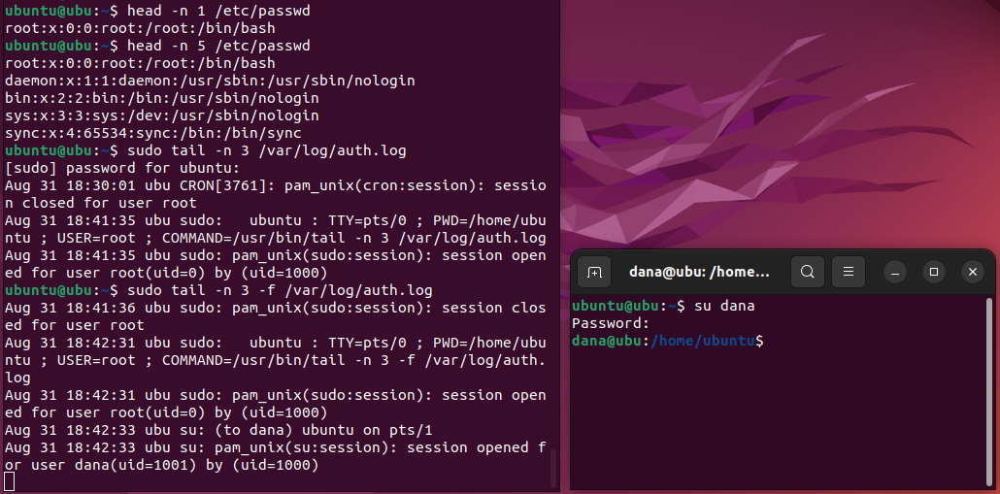 ubuntu@ubu:~$ head -n 1 /etc/passwd
root:x:0:0:root:/root:/bin/bash
ubuntu@ubu:~$ head -n 5 /etc/passwd
root:x:0:0:root:/root:/bin/bash
daemon:x:1:1:daemon:/usr/sbin:/usr/sbin/nologin
bin:x:2:2:bin:/bin:/usr/sbin/nologin
sys:x:3:3:sys:/dev:/usr/sbin/nologin
sync:x:4:65534:sync:/bin:/bin/sync
ubuntu@ubu:~$ sudo tail -n 3 /var/log/auth.log
[sudo] password for ubuntu:
Aug 31 18:30:01 ubu CRON[3761]: pam_unix(cron:session): sessio
n closed for user root
Aug 31 18:41:35 ubu sudo:   ubuntu : TTY=pts/0 ; PWD=/home/ubu
ntu ; USER=root ; COMMAND=/usr/bin/tail -n 3 /var/log/auth.log
Aug 31 18:41:35 ubu sudo: pam_unix(sudo:session): session open
ed for user root(uid=0) by (uid=1000)
ubuntu@ubu:~$ sudo tail -n 3 -f /var/log/auth.log
Aug 31 18:41:36 ubu sudo: pam_unix(sudo:session): session clos
ed for user root
Aug 31 18:42:31 ubu sudo:   ubuntu : TTY=pts/0 ; PWD=/home/ubu
ntu ; USER=root ; COMMAND=/usr/bin/tail -n 3 -f /var/log/auth.
log
Aug 31 18:42:31 ubu sudo: pam_unix(sudo:session): session open
ed for user root(uid=0) by (uid=1000)
Aug 31 18:42:33 ubu su: (to dana) ubuntu on pts/1
Aug 31 18:42:33 ubu su: pam_unix(su:session): session opened f
or user dana(uid=1001) by (uid=1000)
dana@ubu: /home...
ubuntu@ubu:~$ su dana
Password:
dana@ubu:/home/ubuntu$